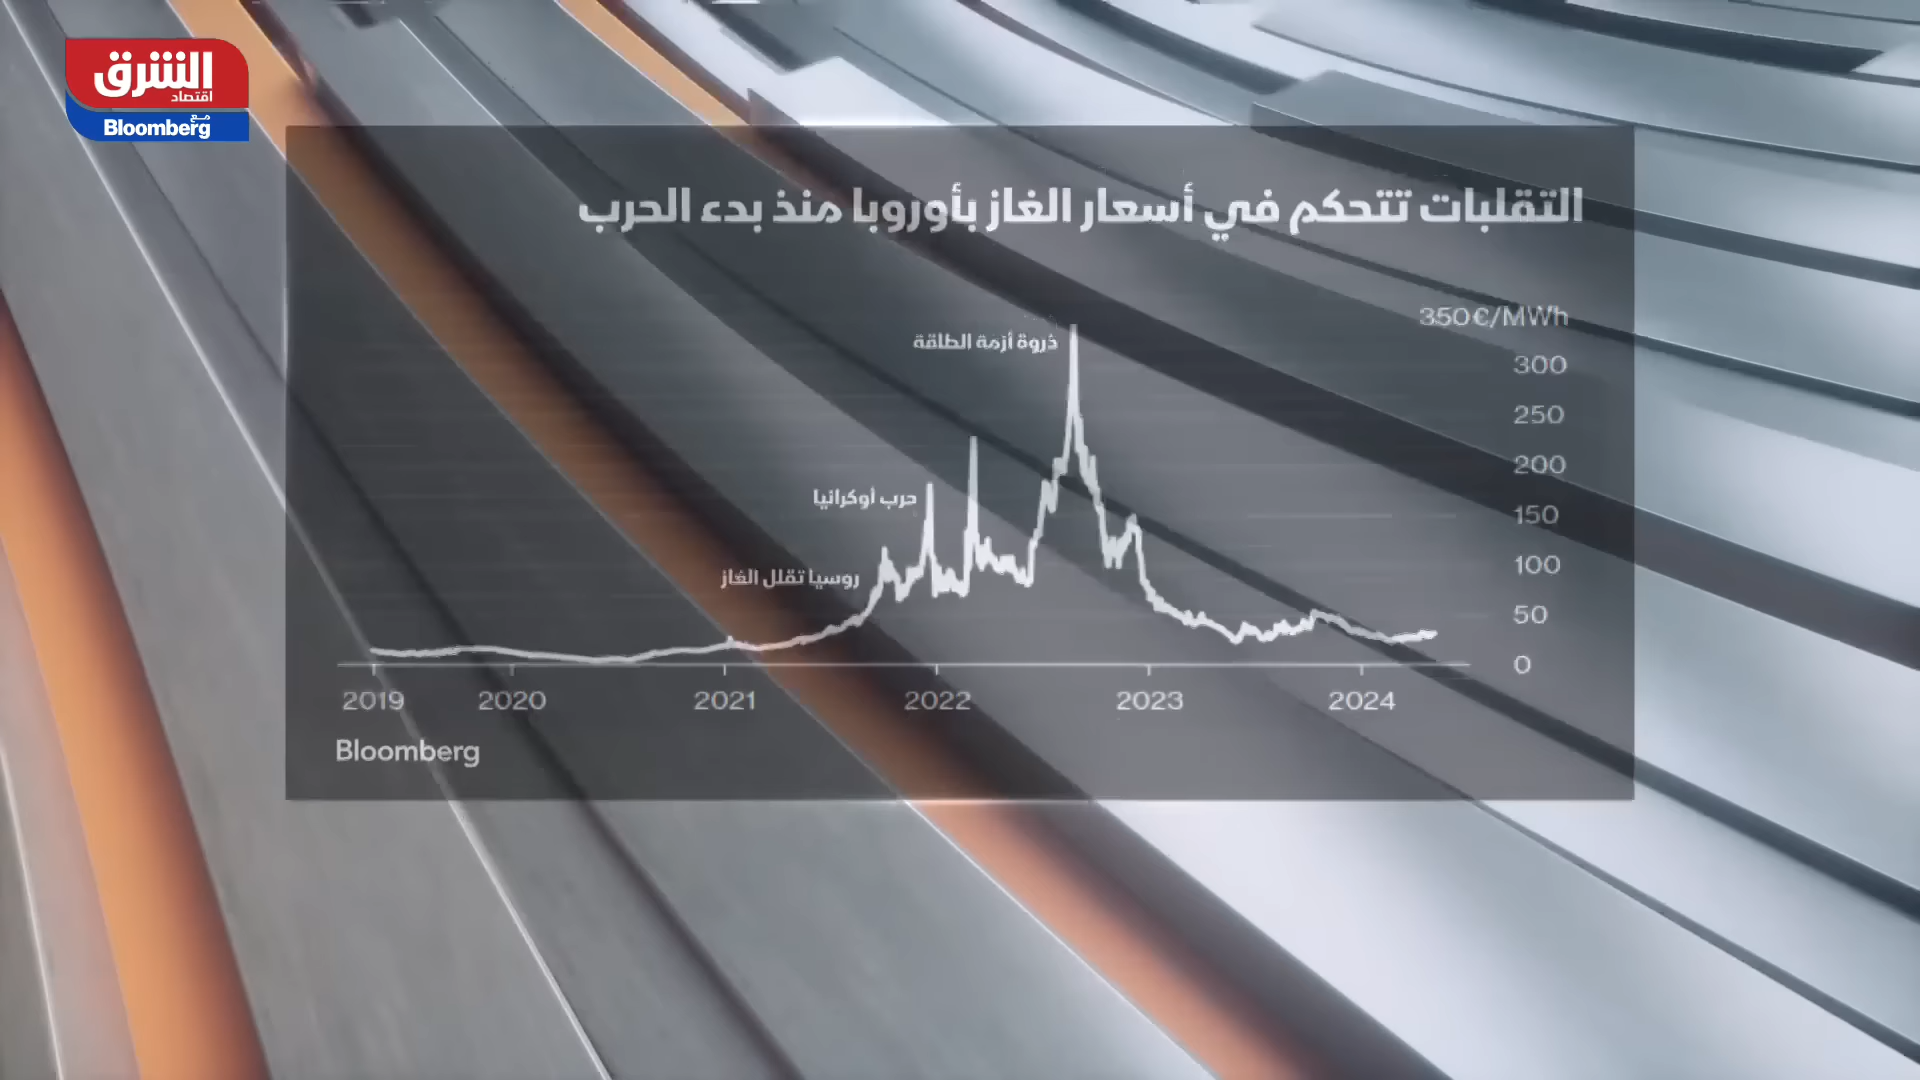 الشرق
اقتصاد
مع
Bloomberg
التقلبات تتحكم في أسعار الغاز بأوروبا منذ بدء الحرب
350€/MWh
ذروة أزمة الطاقة
300
250
200
حرب أوكرانيا
150
روسيا تقلل الغاز
100
50
0
2019 2020 2021 2022 2023 2024
Bloomberg